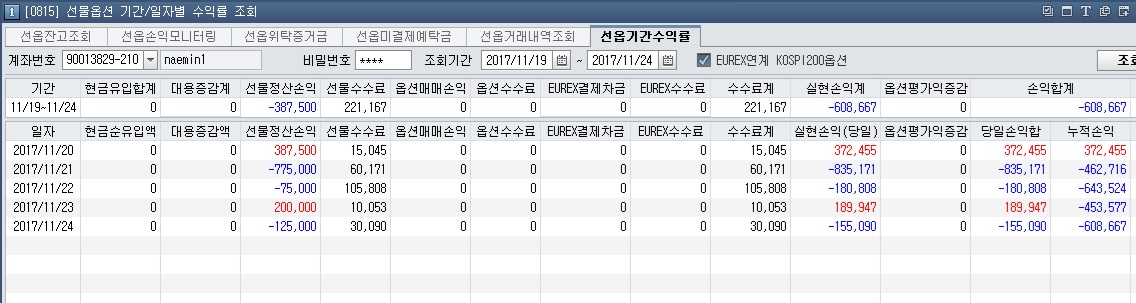 1 [0815] 선물옵션 기간/일자별 수익률 조회
선옵잔고조회 선옵손익모니터링 선옵위탁증거금 선옵미결제예탁금 선옵거래내역조회 선옵기간수익률
계좌번호 90013829-210 naemin1 비밀번호 **** 조회기간 2017/11/19 ~ 2017/11/24 EUREX연계 KOSPI200옵션
기간 현금유입합계 대용증감계 선물정산손익 선물수수료 옵션매매손익 옵션수수료 EUREX결제차금 EUREX수수료 수수료계 실현손익계 옵션평가익증감 손익합계
11/19~11/24 0 0 -387,500 221,167 0 0 0 0 221,167 -608,667 0 -608,667
일자 현금순유입액 대용증감액 선물정산손익 선물수수료 옵션매매손익 옵션수수료 EUREX결제차금 EUREX수수료 수수료계 실현손익(당일) 옵션평가익증감 당일손익합 누적손익
2017/11/20 0 0 387,500 15,045 0 0 0 0 15,045 372,455 0 372,455 372,455
2017/11/21 0 0 -775,000 60,171 0 0 0 0 60,171 -835,171 0 -835,171 -462,716
2017/11/22 0 0 -75,000 105,808 0 0 0 0 105,808 -180,808 0 -180,808 -643,524
2017/11/23 0 0 200,000 10,053 0 0 0 0 10,053 189,947 0 189,947 -453,577
2017/11/24 0 0 -125,000 30,090 0 0 0 0 30,090 -155,090 0 -155,090 -608,667